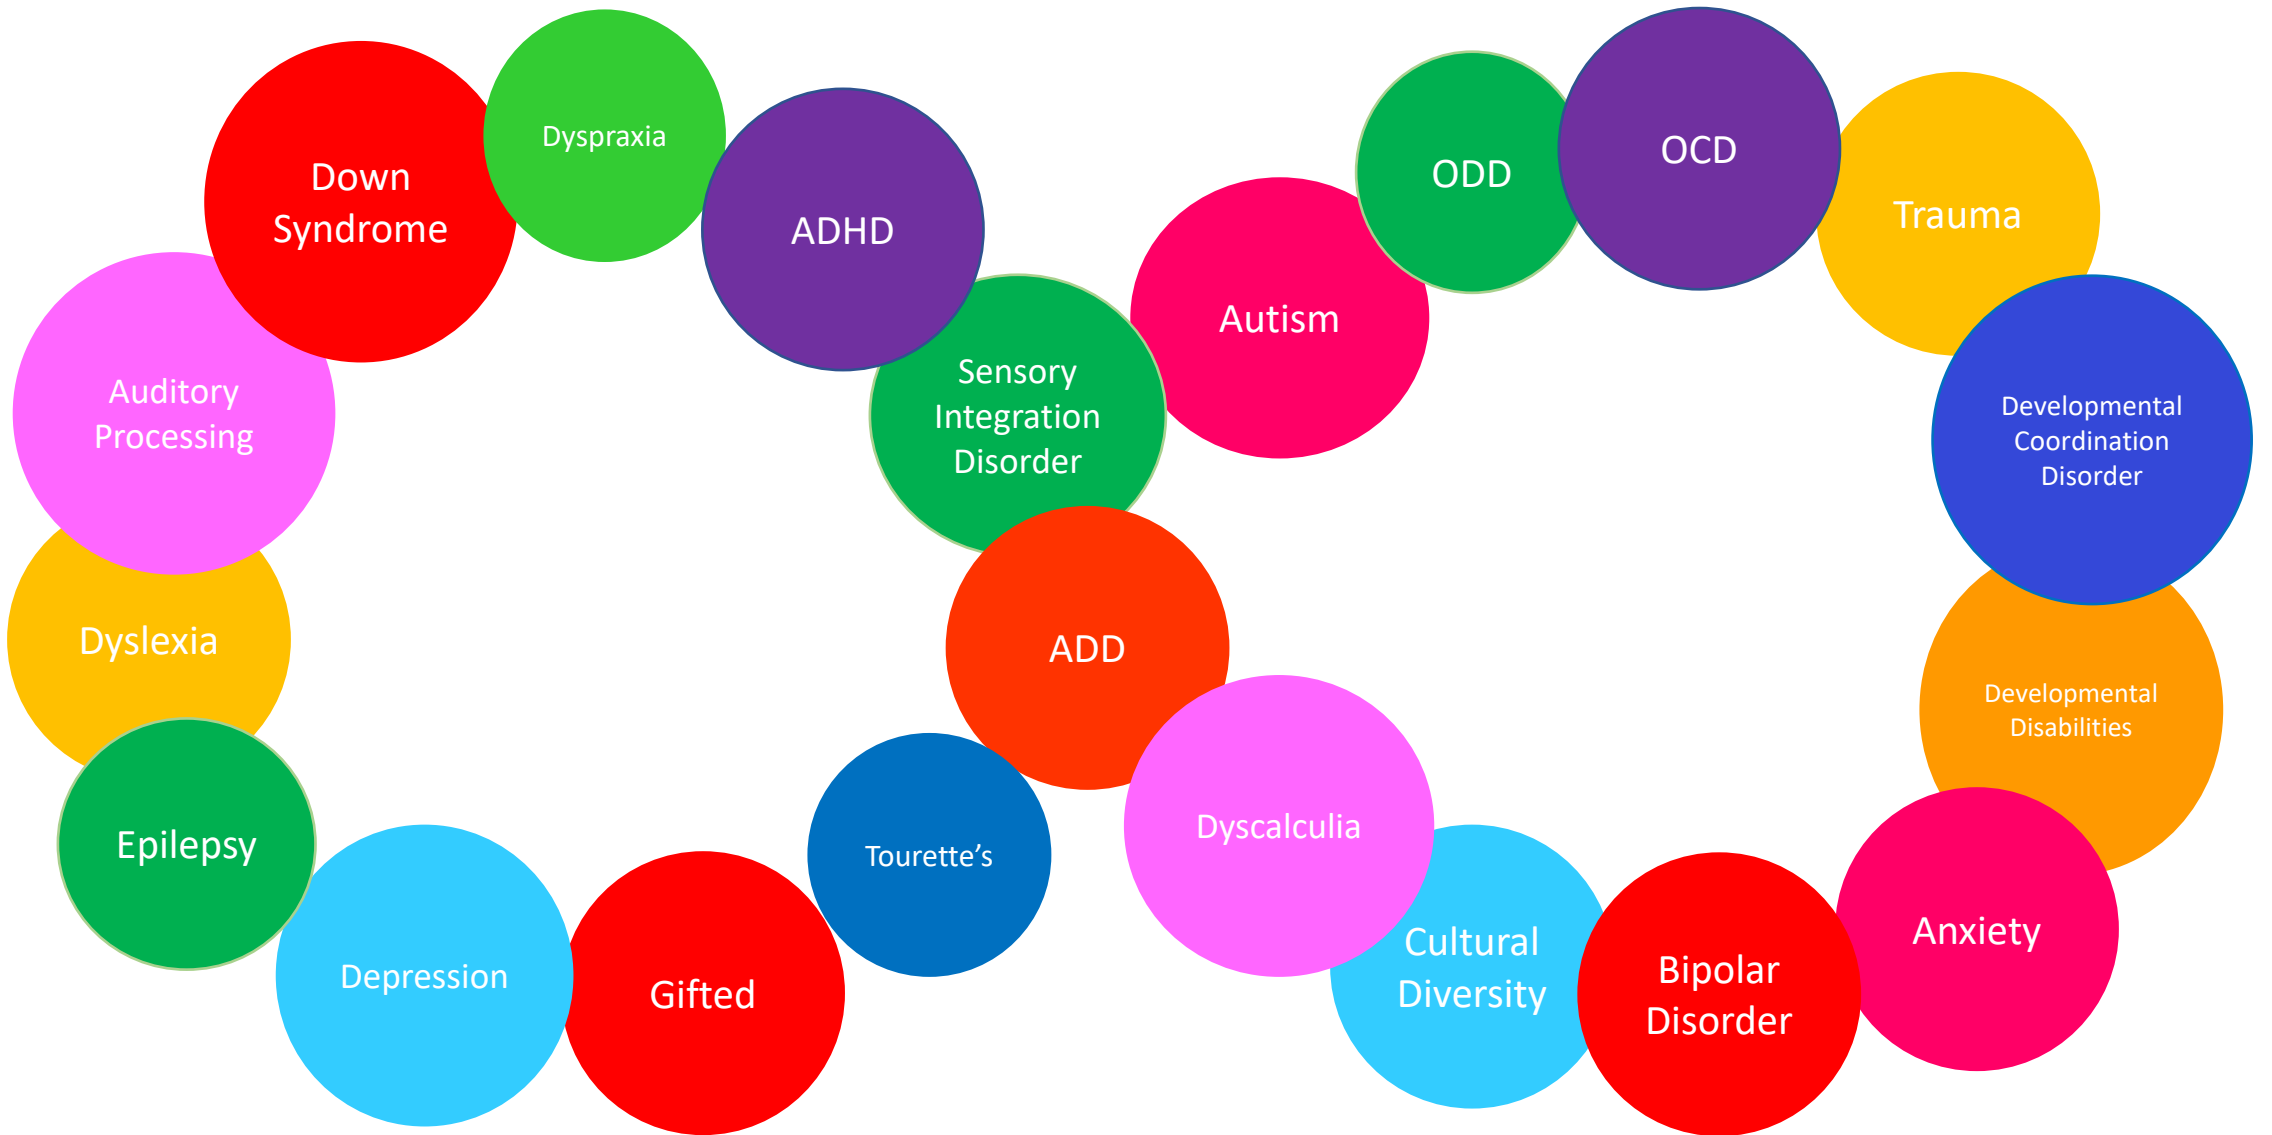 Down
Syndrome
Dyspraxia
ADHD
ODD
OCD
Trauma
Autism
Sensory
Integration
Disorder
Auditory
Processing
Developmental
Coordination
Disorder
Dyslexia
ADD
Developmental
Disabilities
Epilepsy
Tourette’s
Dyscalculia
Depression
Gifted
Cultural
Diversity
Bipolar
Disorder
Anxiety